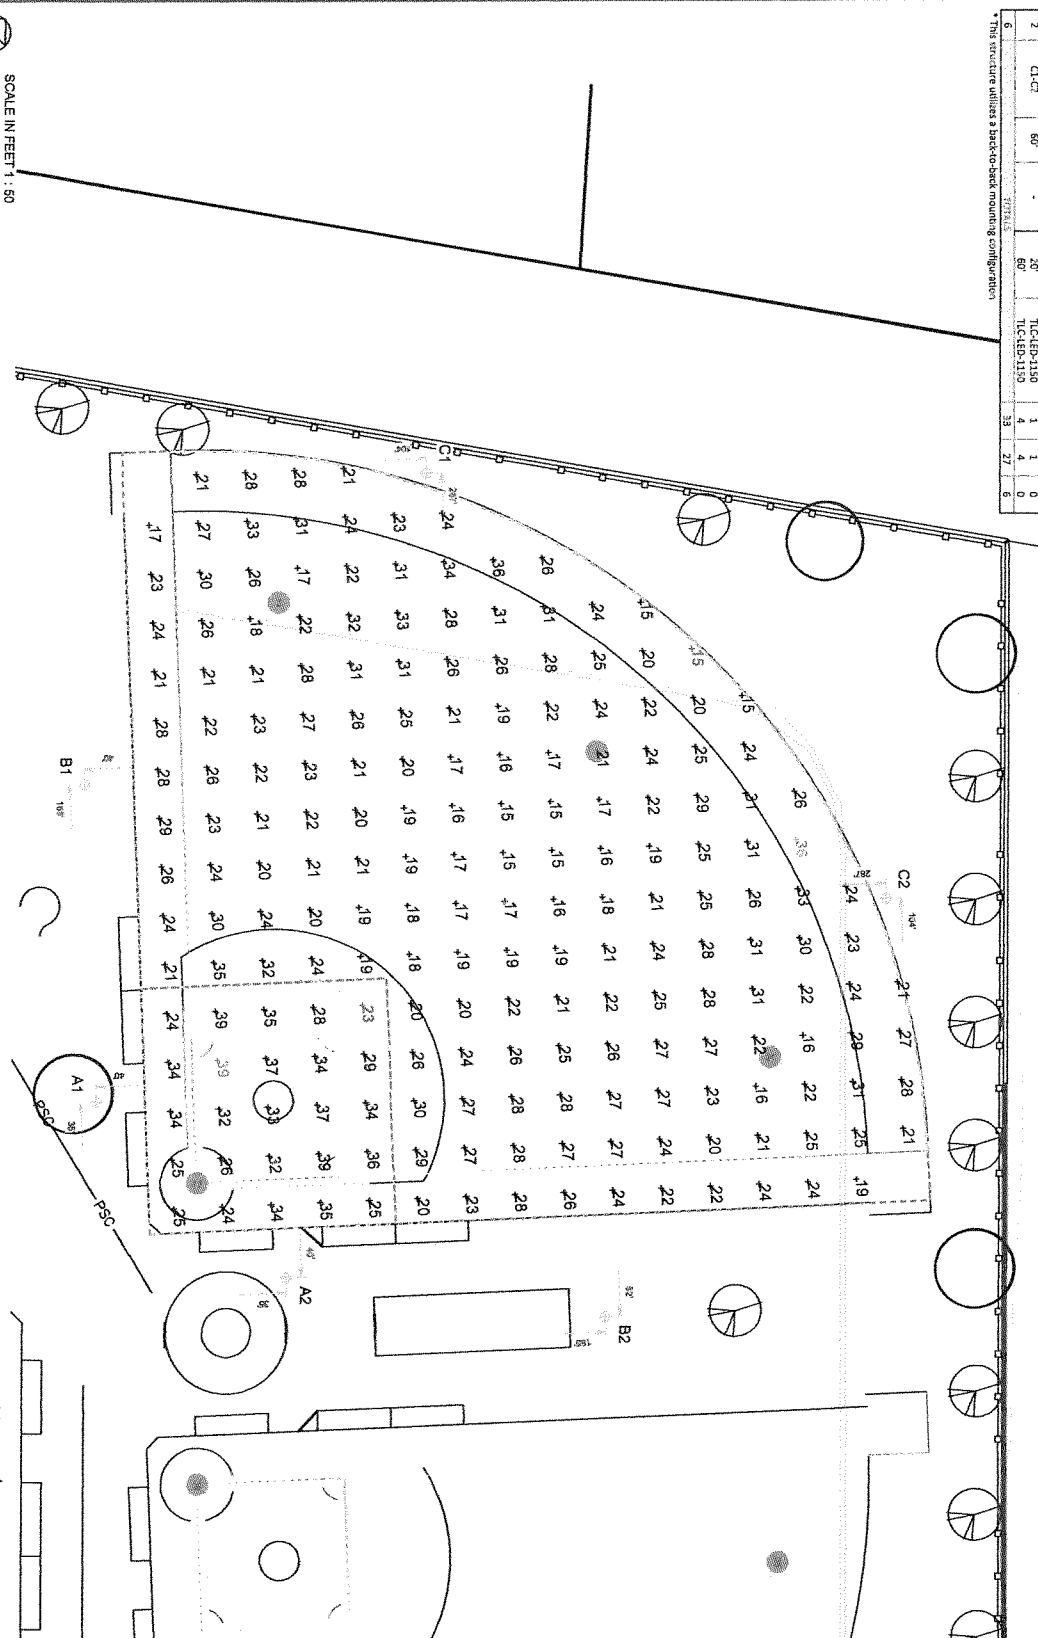 2 C1-C2 60' - 20' TLC-LED-1150 1 1 0
60' TLC-LED-1150 4 4 0
6 TOTALS 33 27 6
* This structure utilizes a back-to-back mounting configuration
C2
104'
287'
21 27 28 21
24 23 24 29 31 25 19
26 36 33 30 22 16 22 25 24
15 24 31 31 26 31 31 22 16 21 24
15 20 25 29 25 25 28 28 27 23 20 22
15 20 22 24 22 19 21 24 25 27 27 24 22
24 25 24 21 17 16 18 21 22 26 27 27 24
B2
92'
26 31 28 22 17 15 15 16 19 21 25 28 27 26
36 31 26 19 16 15 15 17 19 22 26 28 28 28
C1
24 34 28 26 21 17 16 17 17 19 20 24 27 27 23
23 31 33 31 25 20 19 19 18 18 20 26 30 29 20
21 24 22 32 31 26 21 20 21 19 19 23 29 34 36 25
28 31 17 22 28 27 23 22 21 20 24 28 34 37 39 35
A2
28 33 26 18 21 23 22 21 20 24 32 35 37 33 32 34
21 27 30 26 21 22 26 23 24 30 35 39 39 32 26 24
17 23 24 21 28 28 29 26 24 21 24 34 34 25 25
B1
A1
PSC
PSC
SCALE IN FEET 1 : 50